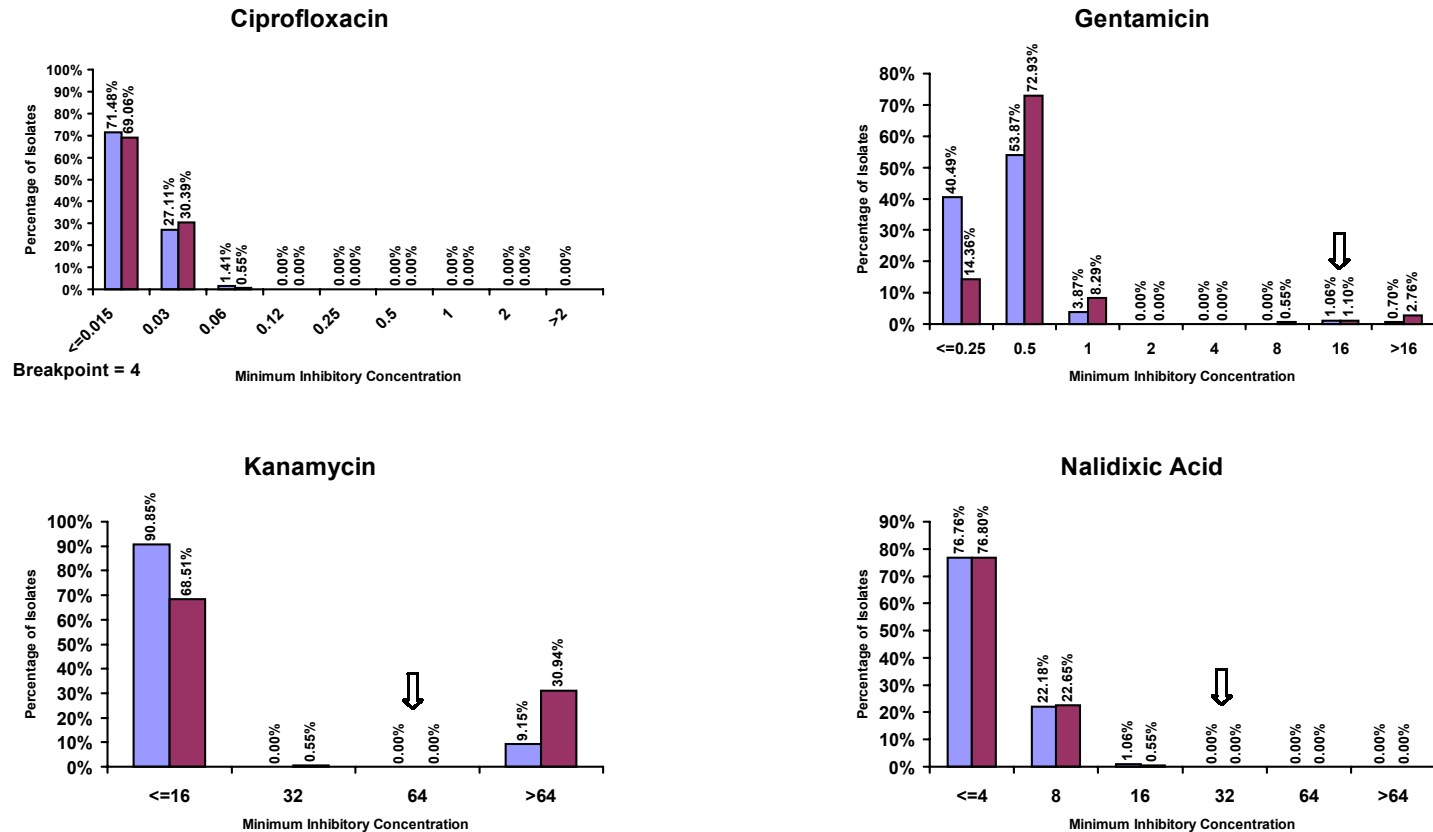 Ciprofloxacin
Percentage of Isolates
100%
90%
80%
70%
60%
50%
40%
30%
20%
10%
0%
71.48% 69.06% 27.11% 30.39% 1.41% 0.55% 0.00% 0.00% 0.00% 0.00% 0.00% 0.00% 0.00% 0.00% 0.00% 0.00% 0.00%
<=0.015 0.03 0.06 0.12 0.25 0.5 1 2 >2
Breakpoint = 4
Minimum Inhibitory Concentration
Gentamicin
Percentage of Isolates
80%
70%
60%
50%
40%
30%
20%
10%
0%
40.49% 14.36% 53.87% 72.93% 3.87% 8.29% 0.00% 0.00% 0.00% 0.00% 0.00% 0.55% 1.06% 1.10% 0.70% 2.76%
<=0.25 0.5 1 2 4 8 16 >16
Minimum Inhibitory Concentration
Kanamycin
Percentage of Isolates
100%
90%
80%
70%
60%
50%
40%
30%
20%
10%
0%
90.85% 68.51% 0.00% 0.55% 0.00% 0.00% 9.15% 30.94%
<=16 32 64 >64
Minimum Inhibitory Concentration
Nalidixic Acid
Percentage of Isolates
90%
80%
70%
60%
50%
40%
30%
20%
10%
0%
76.76% 76.80% 22.18% 22.65% 1.06% 0.55% 0.00% 0.00% 0.00% 0.00% 0.00% 0.00%
<=4 8 16 32 64 >64
Minimum Inhibitory Concentration